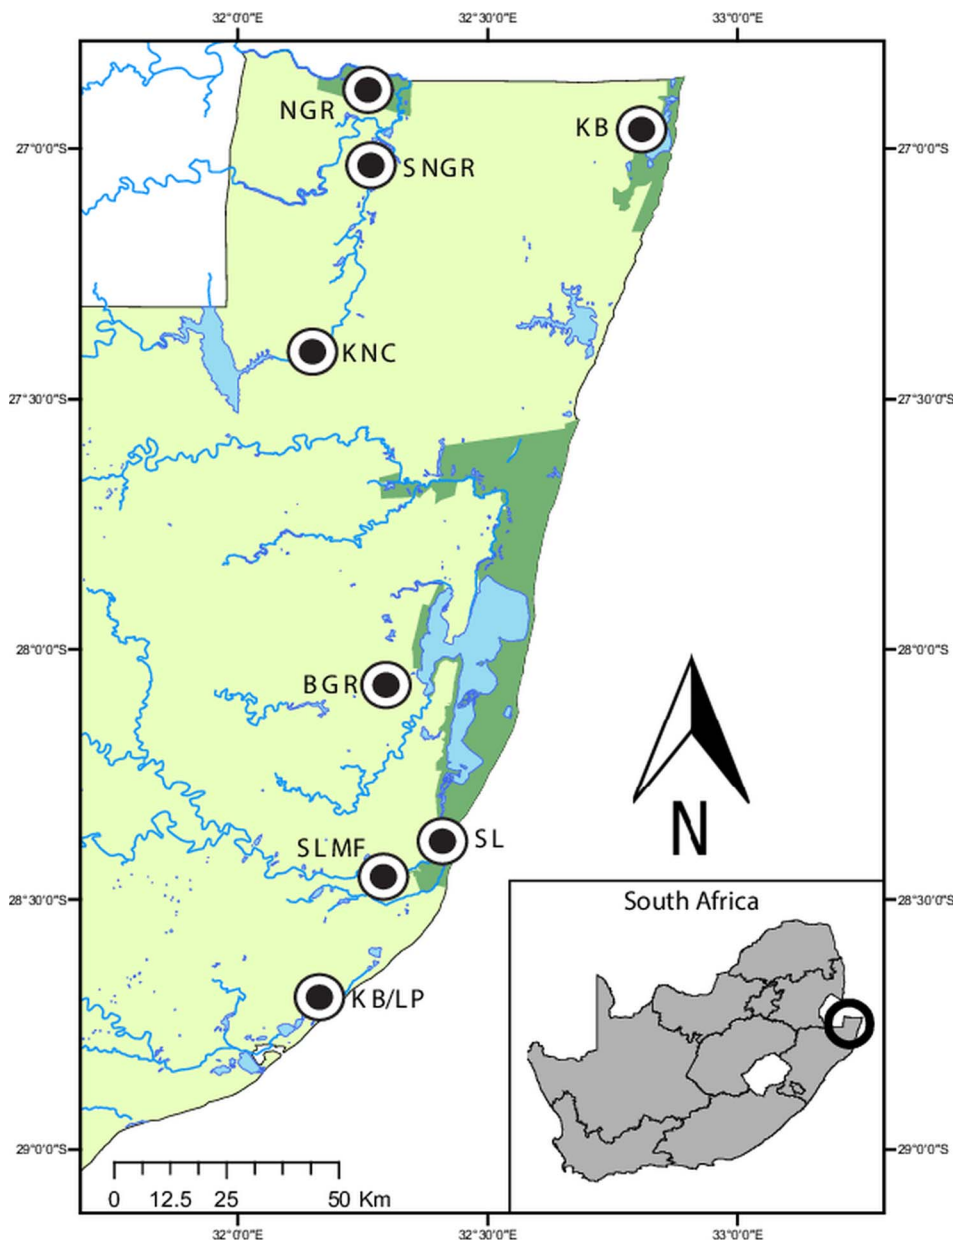 32°0'0"E 32°30'0"E 33°0'0"E
NGR
KB
27°0'0"S 27°0'0"S
SNGR
KNC
27°30'0"S 27°30'0"S
28°0'0"S 28°0'0"S
BGR
SL
SLMF
N
28°30'0"S 28°30'0"S
South Africa
KB/LP
29°0'0"S 29°0'0"S
0 12.5 25 50 Km
32°0'0"E 32°30'0"E 33°0'0"E